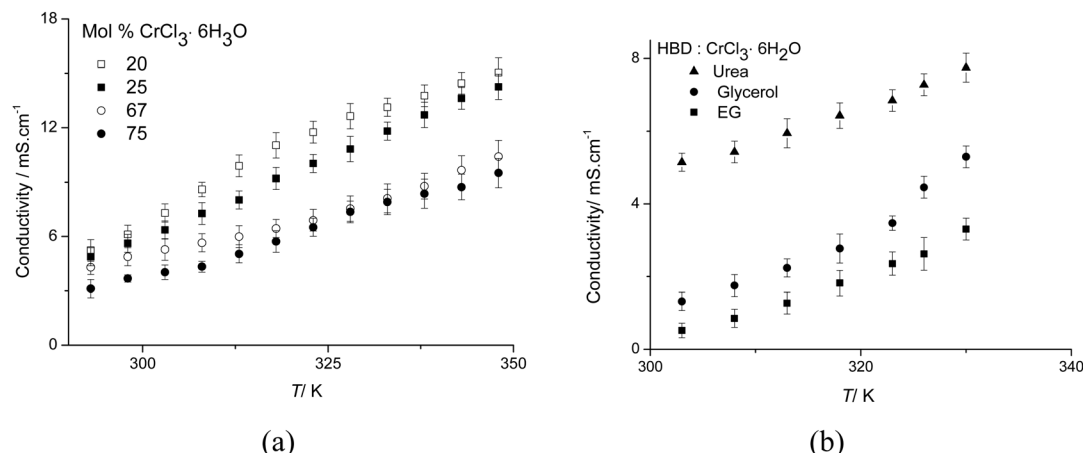 18
12
6
0
Conductivity / mS.cm⁻¹
Mol % CrCl₃· 6H₃O
20
25
67
75
300
325
350
T/ K
(a)
8
4
0
Conductivity/ mS.cm⁻¹
HBD : CrCl₃· 6H₂O
Urea
Glycerol
EG
300
320
340
T/ K
(b)